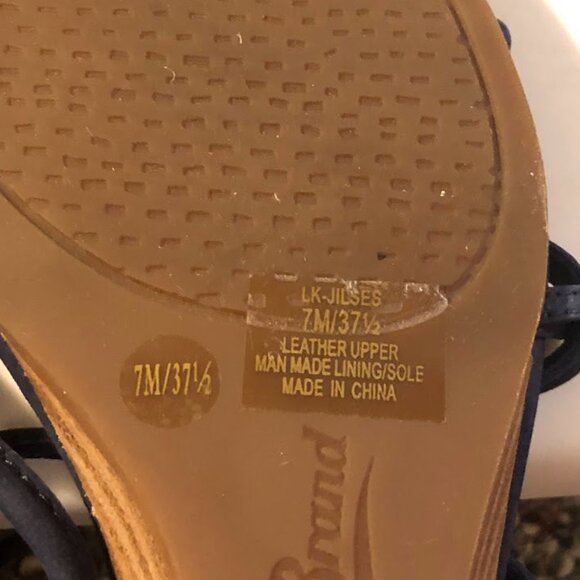 LK-JILSES
7M/37½
LEATHER UPPER
MAN MADE LINING/SOLE
MADE IN CHINA
7M/37½
Brand